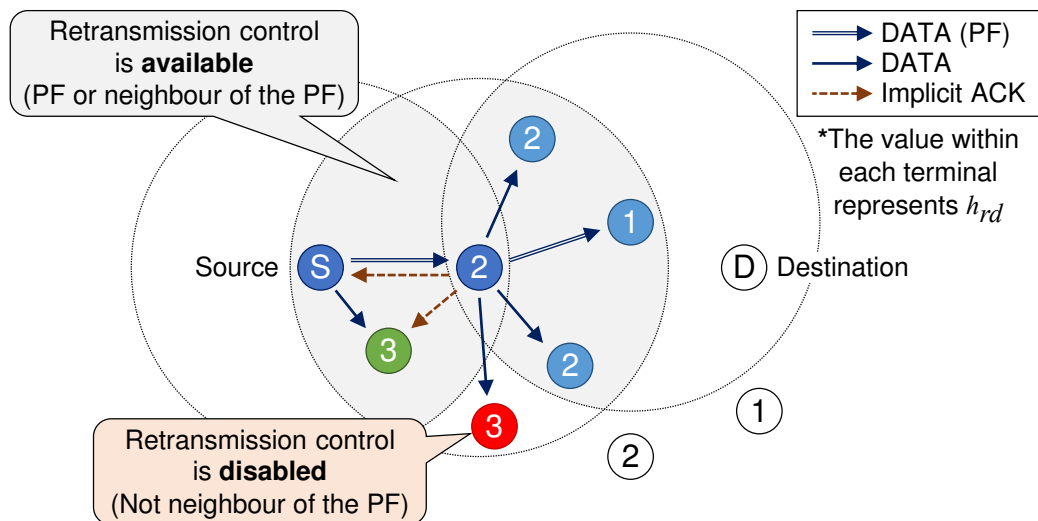 Retransmission control
is available
(PF or neighbour of the PF)
DATA (PF)
DATA
Implicit ACK
*The value within
each terminal
represents hrd
2
1
Source
S
2
D
Destination
3
2
1
3
2
Retransmission control
is disabled
(Not neighbour of the PF)